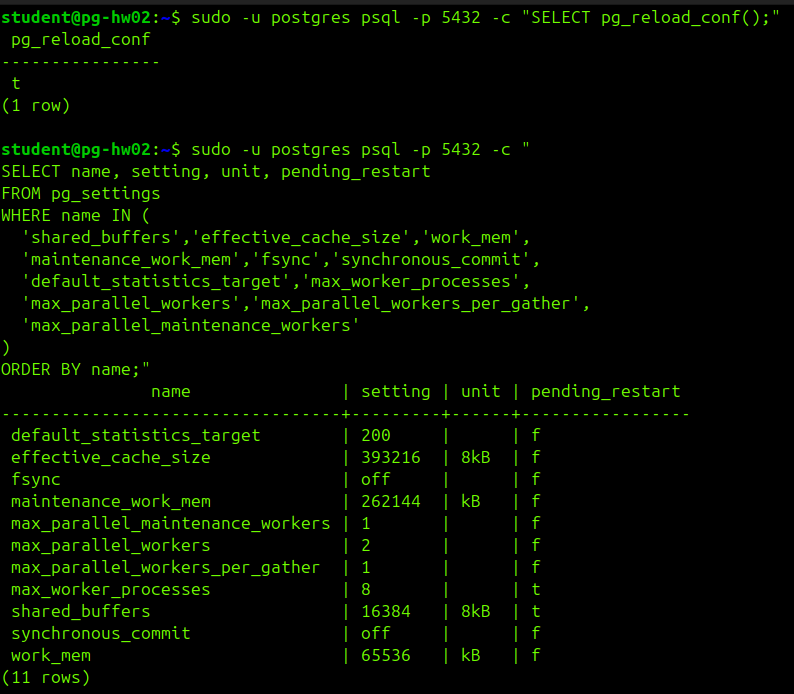 student@pg-hw02:~$ sudo -u postgres psql -p 5432 -c "SELECT pg_reload_conf();"
 pg_reload_conf
----------------
 t
(1 row)

student@pg-hw02:~$ sudo -u postgres psql -p 5432 -c "
SELECT name, setting, unit, pending_restart
FROM pg_settings
WHERE name IN (
  'shared_buffers','effective_cache_size','work_mem',
  'maintenance_work_mem','fsync','synchronous_commit',
  'default_statistics_target','max_worker_processes',
  'max_parallel_workers','max_parallel_workers_per_gather',
  'max_parallel_maintenance_workers'
)
ORDER BY name;"
               name               | setting | unit | pending_restart
----------------------------------+---------+------+-----------------
 default_statistics_target        | 200     |      | f
 effective_cache_size             | 393216  | 8kB  | f
 fsync                            | off     |      | f
 maintenance_work_mem             | 262144  | kB   | f
 max_parallel_maintenance_workers | 1       |      | f
 max_parallel_workers             | 2       |      | f
 max_parallel_workers_per_gather  | 1       |      | f
 max_worker_processes             | 8       |      | t
 shared_buffers                   | 16384   | 8kB  | t
 synchronous_commit               | off     |      | f
 work_mem                         | 65536   | kB   | f
(11 rows)